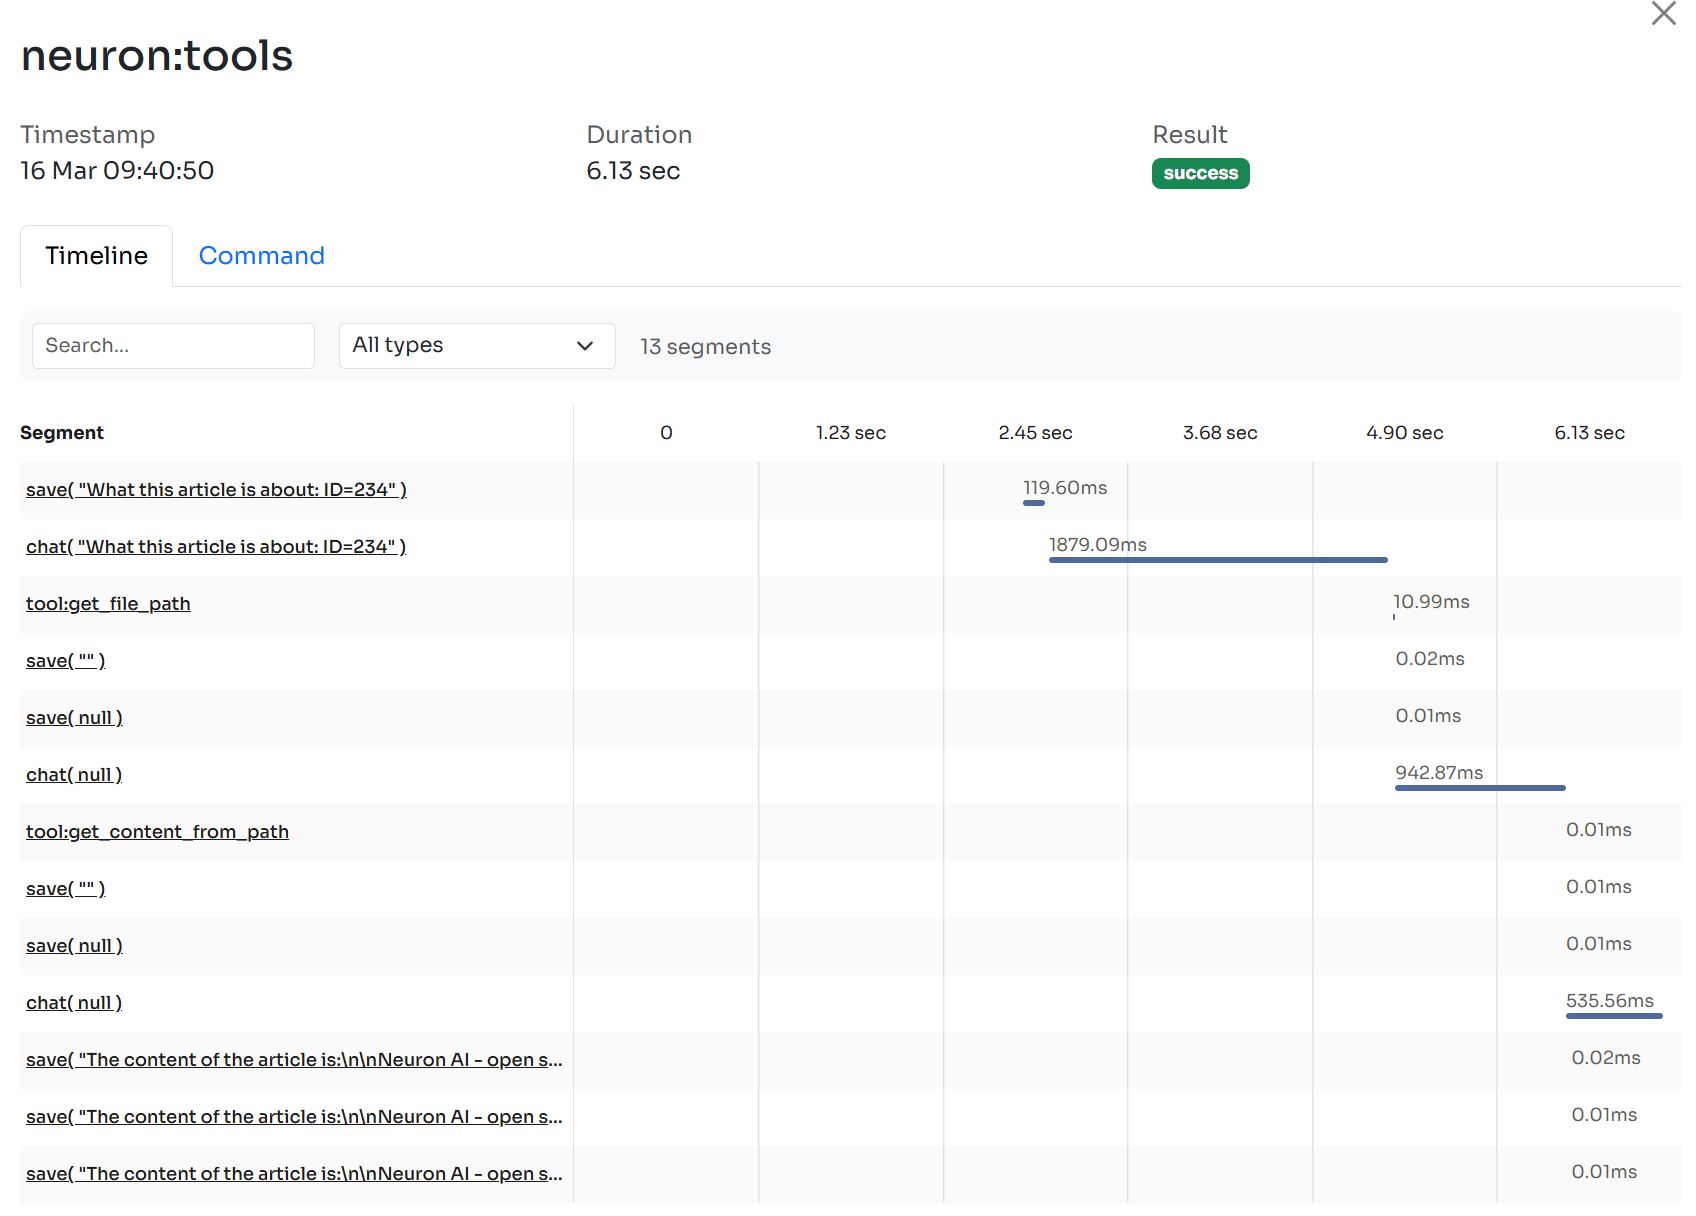 neuron:tools
Timestamp Duration Result
16 Mar 09:40:50 6.13 sec success
Timeline Command
Search... All types 13 segments
Segment 0 1.23 sec 2.45 sec 3.68 sec 4.90 sec 6.13 sec
save( "What this article is about: ID=234" ) 119.60ms
chat( "What this article is about: ID=234" ) 1879.09ms
tool:get_file_path 10.99ms
save( "" ) 0.02ms
save( null ) 0.01ms
chat( null ) 942.87ms
tool:get_content_from_path 0.01ms
save( "" ) 0.01ms
save( null ) 0.01ms
chat( null ) 535.56ms
save( "The content of the article is:\n\nNeuron AI - open s... 0.02ms
save( "The content of the article is:\n\nNeuron AI - open s... 0.01ms
save( "The content of the article is:\n\nNeuron AI - open s... 0.01ms